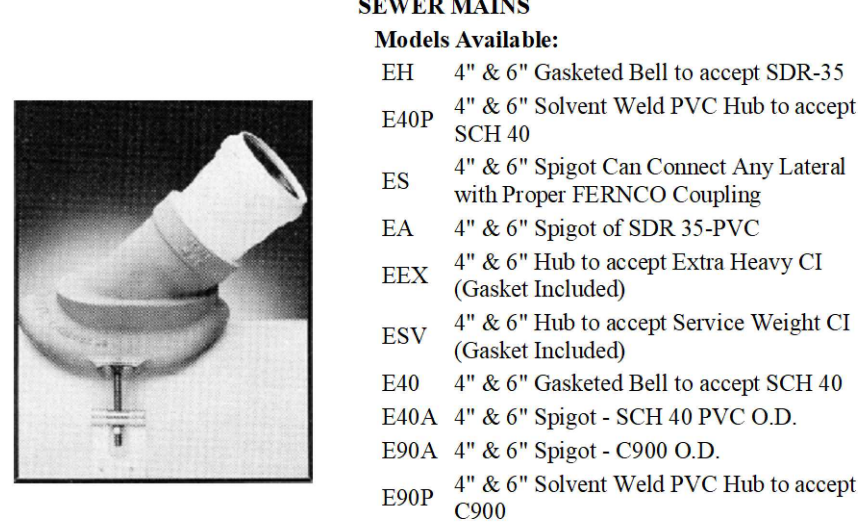 SEWER MAINS
Models Available:
EH 4" & 6" Gasketed Bell to accept SDR-35
E40P 4" & 6" Solvent Weld PVC Hub to accept
SCH 40
ES 4" & 6" Spigot Can Connect Any Lateral
with Proper FERNCO Coupling
EA 4" & 6" Spigot of SDR 35-PVC
EEX 4" & 6" Hub to accept Extra Heavy CI
(Gasket Included)
ESV 4" & 6" Hub to accept Service Weight CI
(Gasket Included)
E40 4" & 6" Gasketed Bell to accept SCH 40
E40A 4" & 6" Spigot - SCH 40 PVC O.D.
E90A 4" & 6" Spigot - C900 O.D.
E90P 4" & 6" Solvent Weld PVC Hub to accept
C900